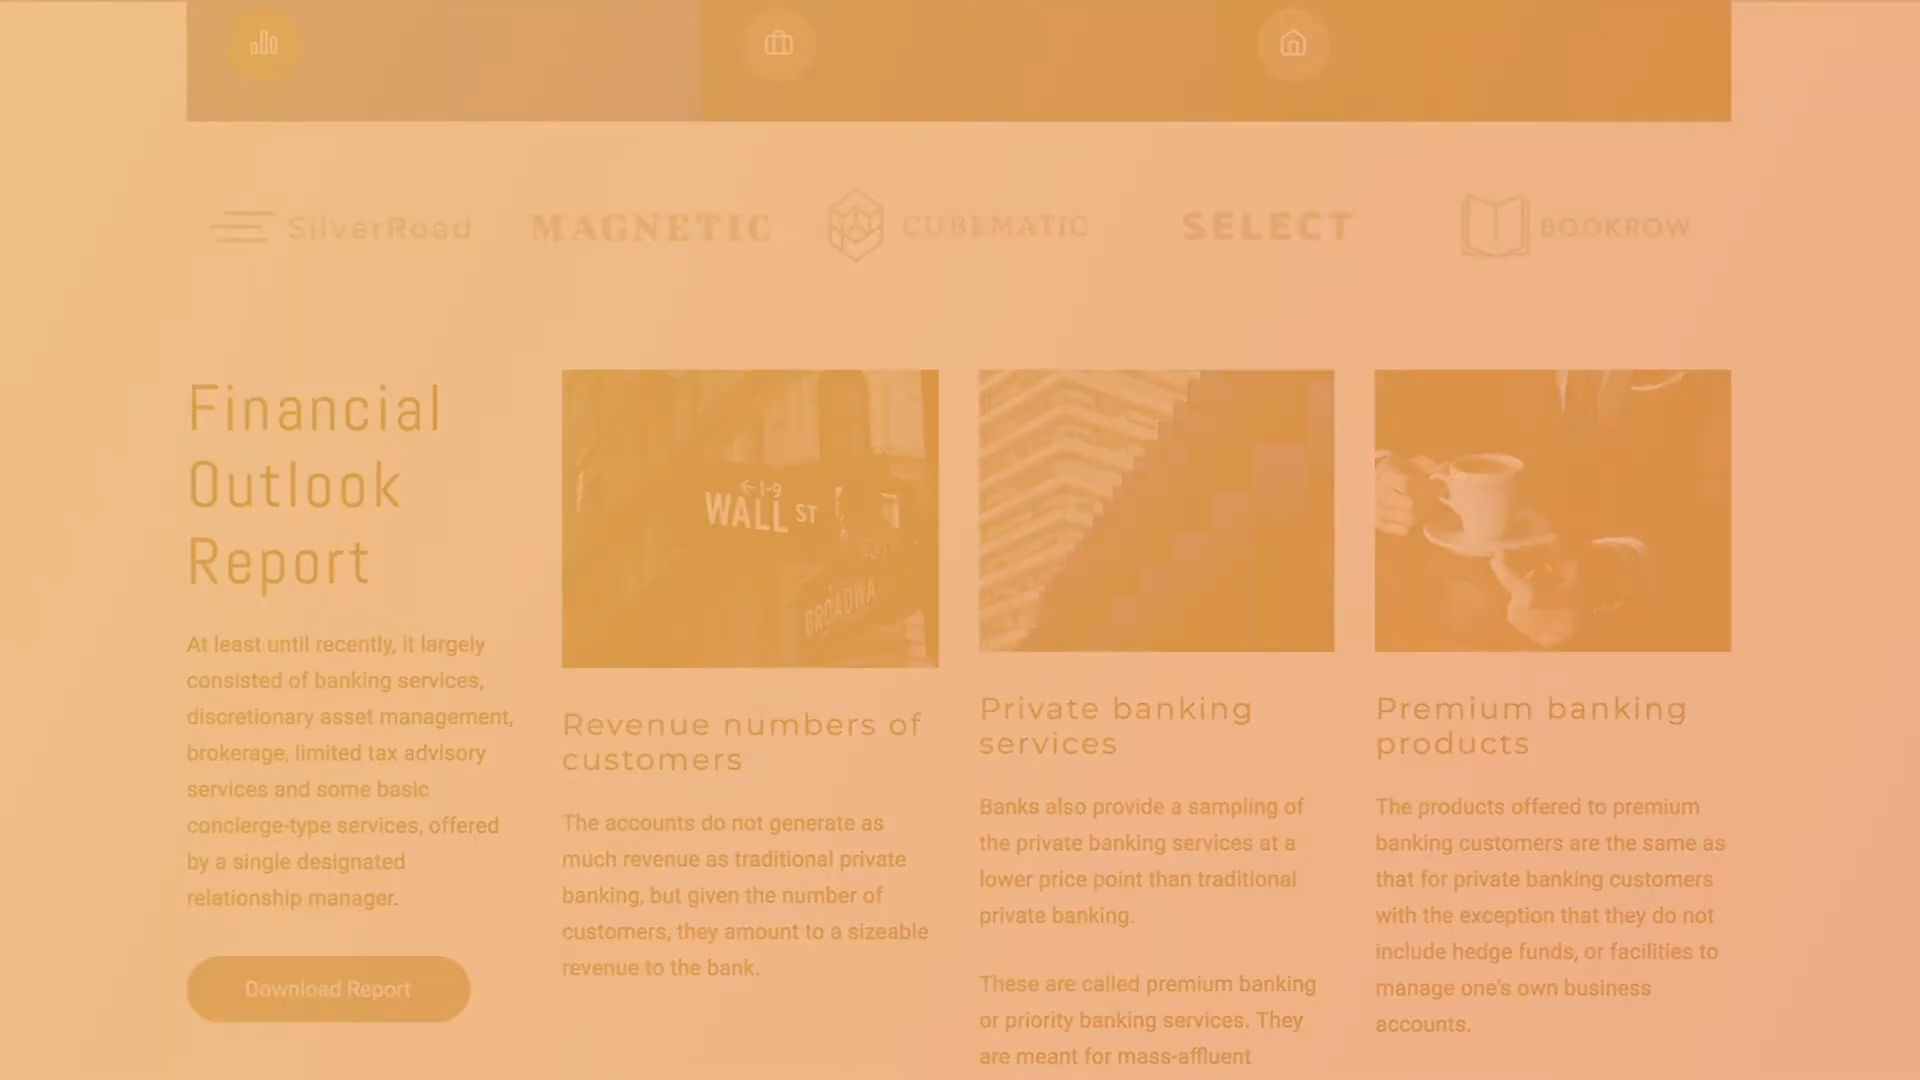 SilverRoad
MAGNETIC
CUBEMATIC
SELECT
BOOKROW
Financial
Outlook
Report
At least until recently, it largely
consisted of banking services,
discretionary asset management,
brokerage, limited tax advisory
services and some basic
concierge-type services, offered
by a single designated
relationship manager.
Download Report
←1-9
WALL ST
BROADWA
Revenue numbers of
customers
The accounts do not generate as
much revenue as traditional private
banking, but given the number of
customers, they amount to a sizeable
revenue to the bank.
Private banking
services
Banks also provide a sampling of
the private banking services at a
lower price point than traditional
private banking.
These are called premium banking
or priority banking services. They
are meant for mass-affluent
Premium banking
products
The products offered to premium
banking customers are the same as
that for private banking customers
with the exception that they do not
include hedge funds, or facilities to
manage one's own business
accounts.